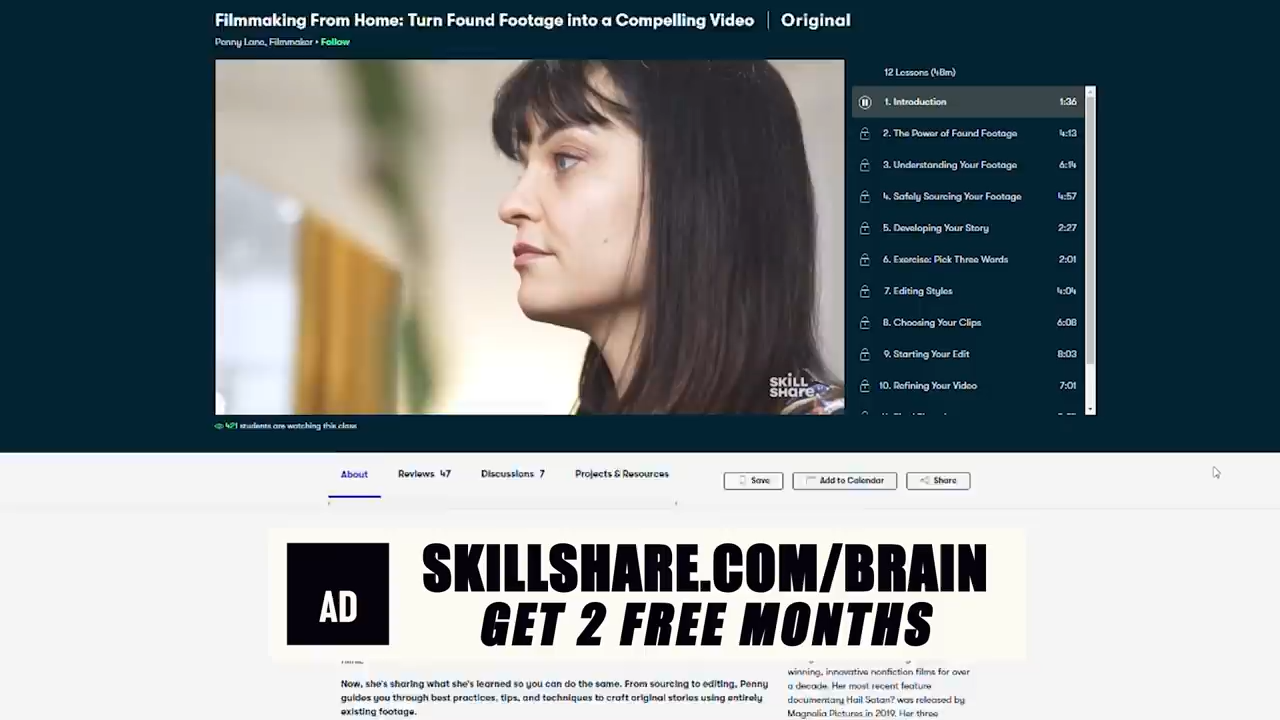 Filmmaking From Home: Turn Found Footage into a Compelling Video | Original
Penny Lane, Filmmaker • Follow
12 Lessons (48m)
1. Introduction 1:36
2. The Power of Found Footage 4:13
3. Understanding Your Footage 6:14
4. Safely Sourcing Your Footage 4:57
5. Developing Your Story 2:27
6. Exercise: Pick Three Words 2:01
7. Editing Styles 4:04
8. Choosing Your Clips 6:08
9. Starting Your Edit 8:03
10. Refining Your Video 7:01
SKILL
SHARE.
421 students are watching this class
About
Reviews 47
Discussions 7
Projects & Resources
Save
Add to Calendar
Share
AD
SKILLSHARE.COM/BRAIN
GET 2 FREE MONTHS
Now, she's sharing what she's learned so you can do the same. From sourcing to editing, Penny
guides you through best practices, tips, and techniques to craft original stories using entirely
existing footage.
winning, innovative nonfiction films for over
a decade. Her most recent feature
documentary Hail Satan? was released by
Magnolia Pictures in 2019. Her three